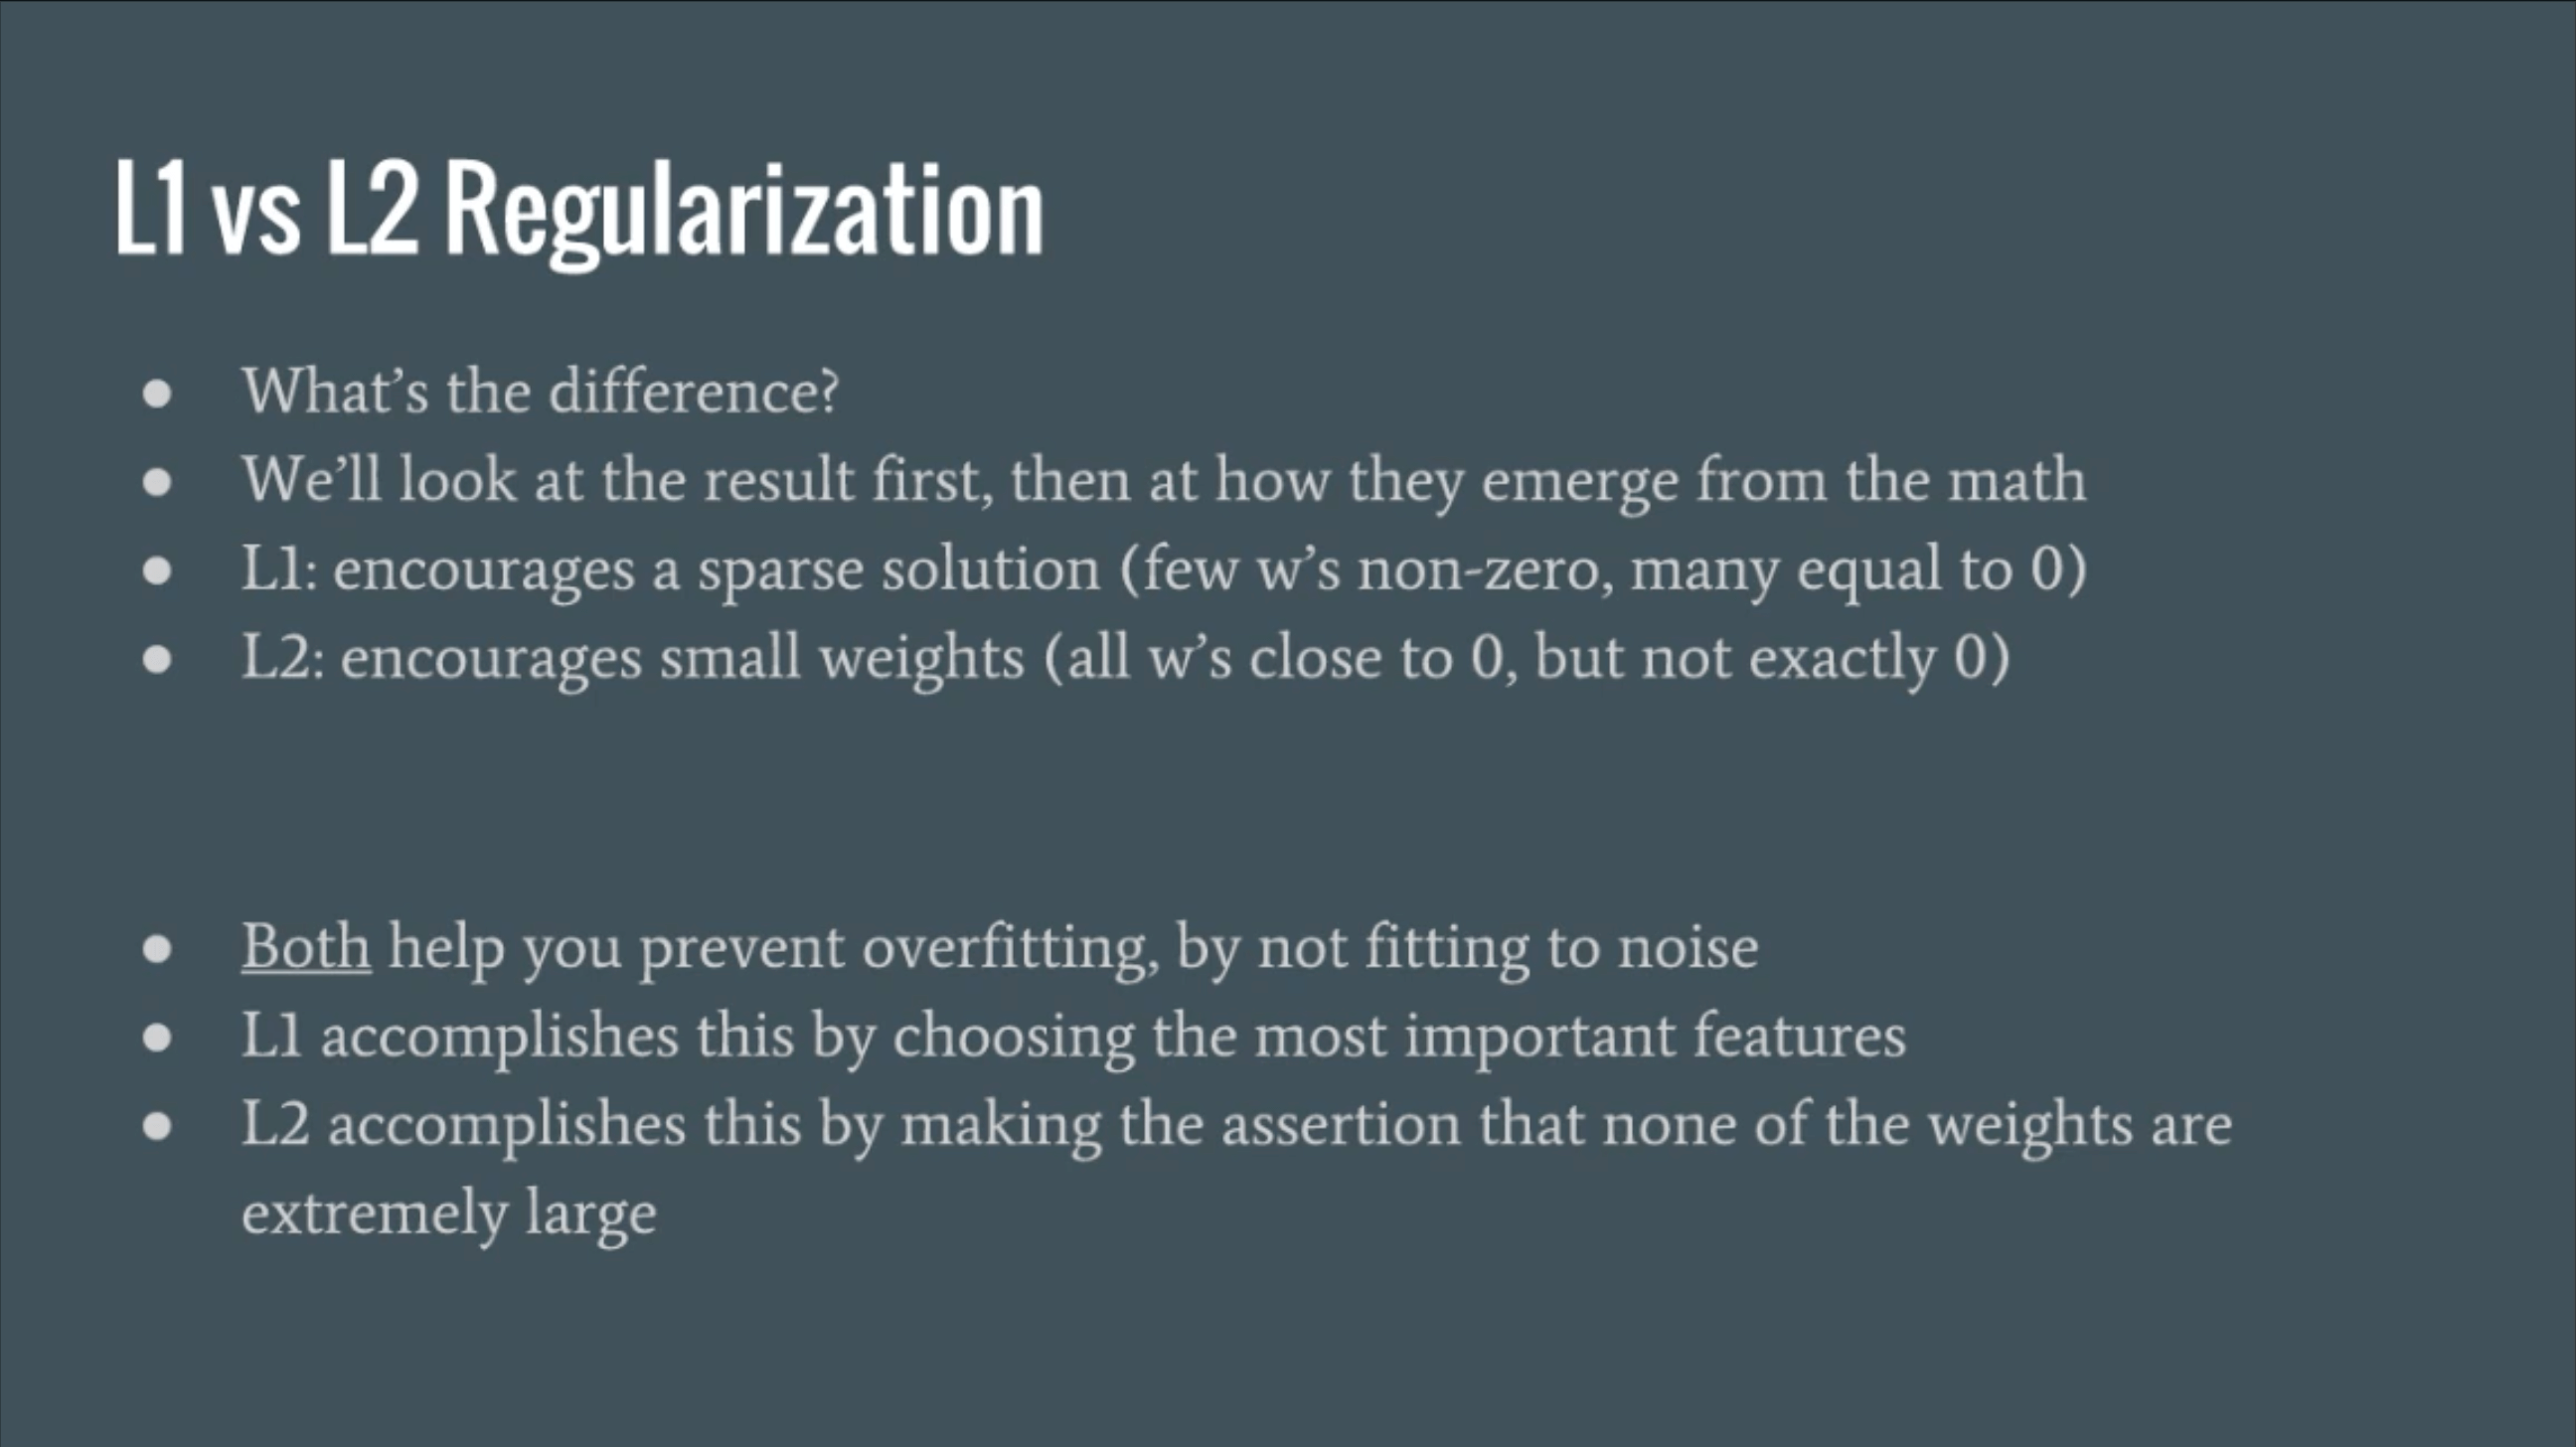 L1 vs L2 Regularization
● What's the difference?
● We'll look at the result first, then at how they emerge from the math
● L1: encourages a sparse solution (few w's non-zero, many equal to 0)
● L2: encourages small weights (all w's close to 0, but not exactly 0)
● Both help you prevent overfitting, by not fitting to noise
● L1 accomplishes this by choosing the most important features
● L2 accomplishes this by making the assertion that none of the weights are
extremely large